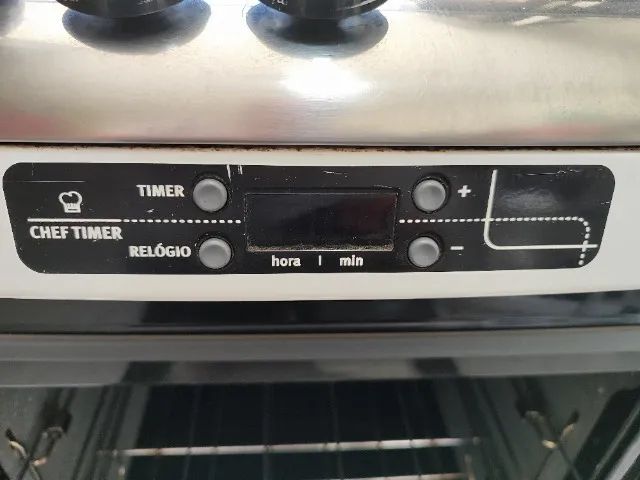 TIMER +
CHEF TIMER
RELÓGIO -
hora | min